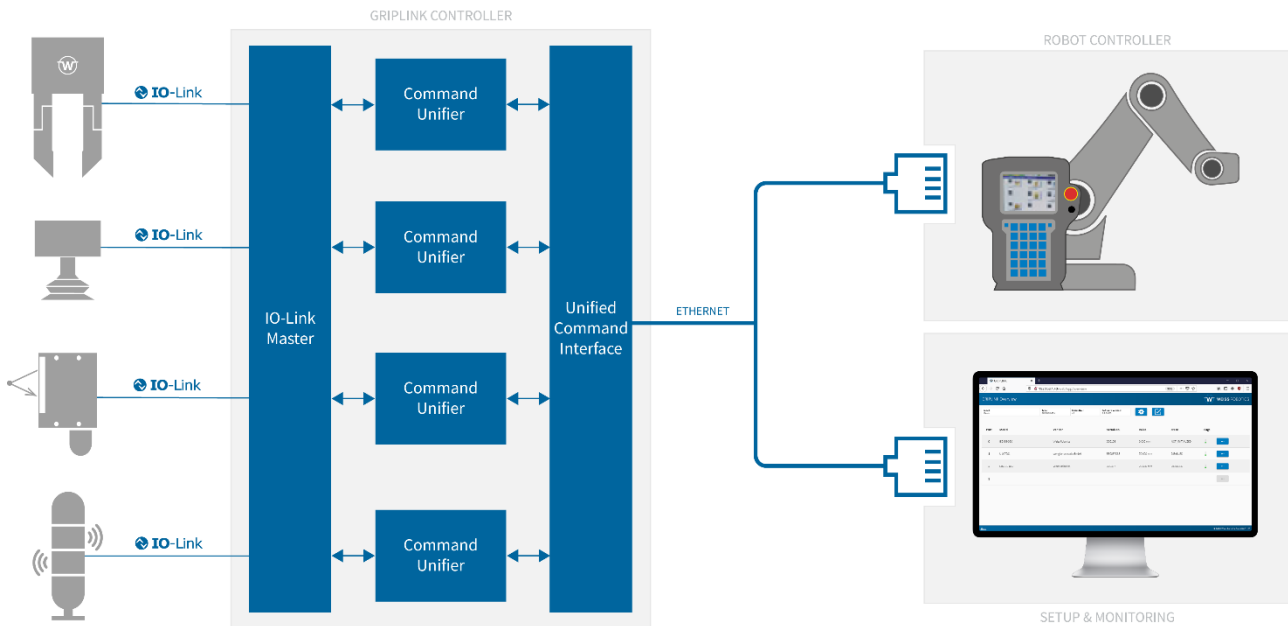 GRIPLINK CONTROLLER
ROBOT CONTROLLER
W
IO-Link
IO-Link
IO-Link
IO-Link
IO-Link
Master
Command
Unifier
Command
Unifier
Command
Unifier
Command
Unifier
Unified
Command
Interface
ETHERNET
SETUP & MONITORING